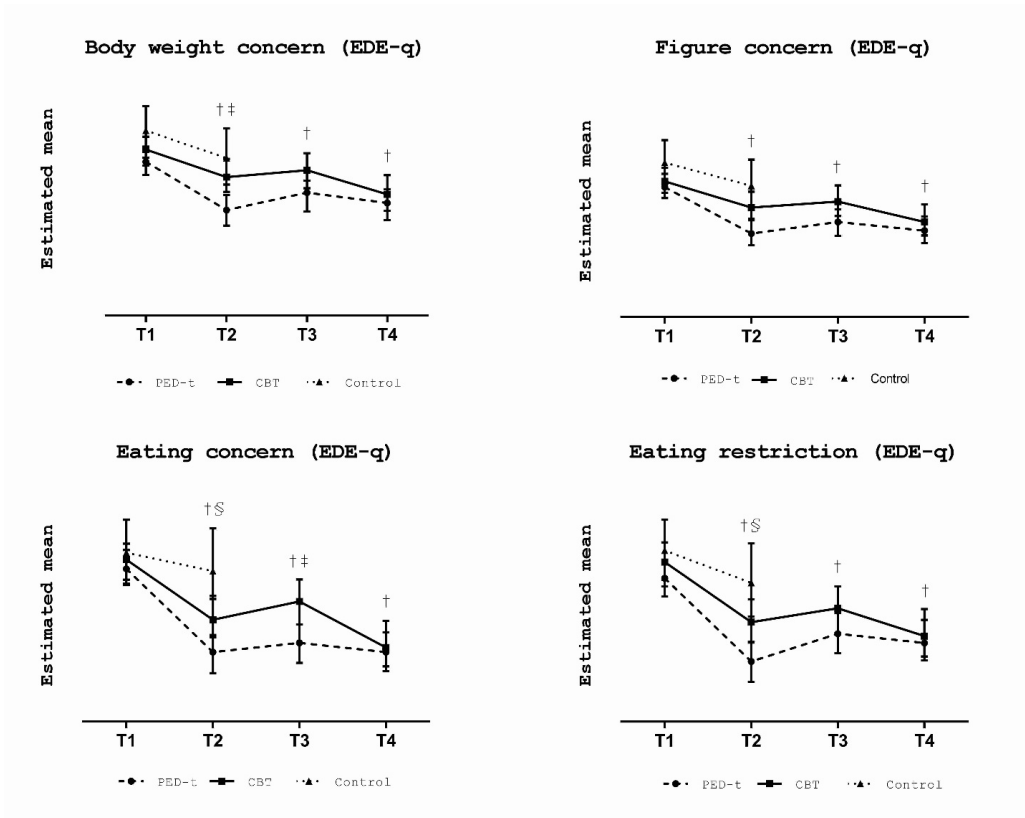 Body weight concern (EDE-q)
Estimated mean
†‡
†
†
T1 T2 T3 T4
PED-t CBT Control
Figure concern (EDE-q)
Estimated mean
†
†
†
T1 T2 T3 T4
PED-t CBT Control
Eating concern (EDE-q)
Estimated mean
†§
†‡
†
T1 T2 T3 T4
PED-t CBT Control
Eating restriction (EDE-q)
Estimated mean
†§
†
†
T1 T2 T3 T4
PED-t CBT Control